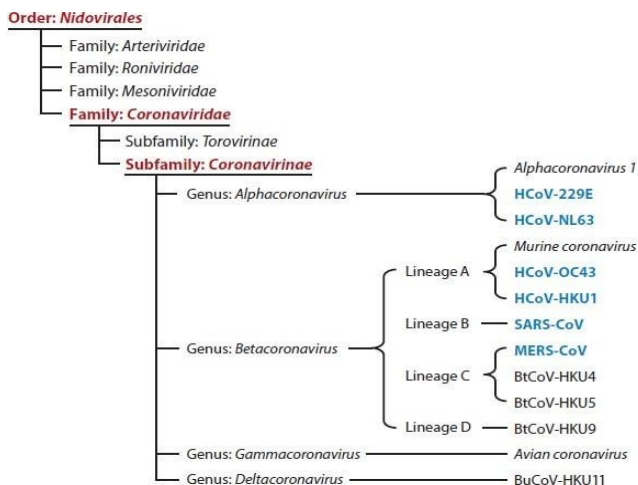 Order: Nidovirales
Family: Arteriviridae
Family: Roniviridae
Family: Mesoniviridae
Family: Coronaviridae
Subfamily: Torovirinae
Subfamily: Coronavirinae
Genus: Alphacoronavirus
Alphacoronavirus 1
HCoV-229E
HCoV-NL63
Genus: Betacoronavirus
Lineage A
Murine coronavirus
HCoV-OC43
HCoV-HKU1
Lineage B
SARS-CoV
Lineage C
MERS-CoV
BtCoV-HKU4
BtCoV-HKU5
Lineage D
BtCoV-HKU9
Genus: Gammacoronavirus
Avian coronavirus
Genus: Deltacoronavirus
BuCoV-HKU11